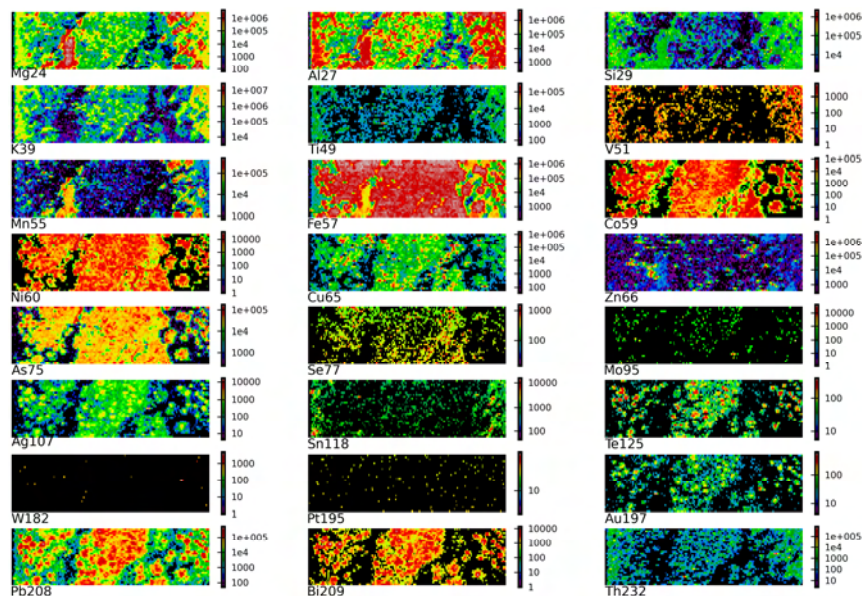 1e+006
1e+005
1e4
1000
100
Mg24
1e+006
1e+005
1e4
1000
100
Al27
1e+006
1e+005
1e4
Si29
1e+07
1e+06
1e+05
1e4
K39
1e+005
1e4
1000
100
Ti49
1000
100
10
1
V51
1e+005
1e4
1000
Mn55
1e+006
1e+005
1e4
1000
Fe57
1e+05
1e4
1000
100
10
1
Co59
10000
1000
100
10
1
Ni60
1e+006
1e+005
1e4
1000
Cu65
1e+006
1e+005
1e4
1000
Zn66
1e+005
1e4
1000
As75
1000
100
Se77
10000
1000
100
10
1
Mo95
10000
1000
100
10
Ag107
10000
1000
100
Sn118
100
10
Te125
1000
100
10
1
W182
10
Pt195
100
10
Au197
1e+005
1e4
1000
100
Pb208
10000
1000
100
10
1
Bi209
1e+05
1e4
1000
100
Th232